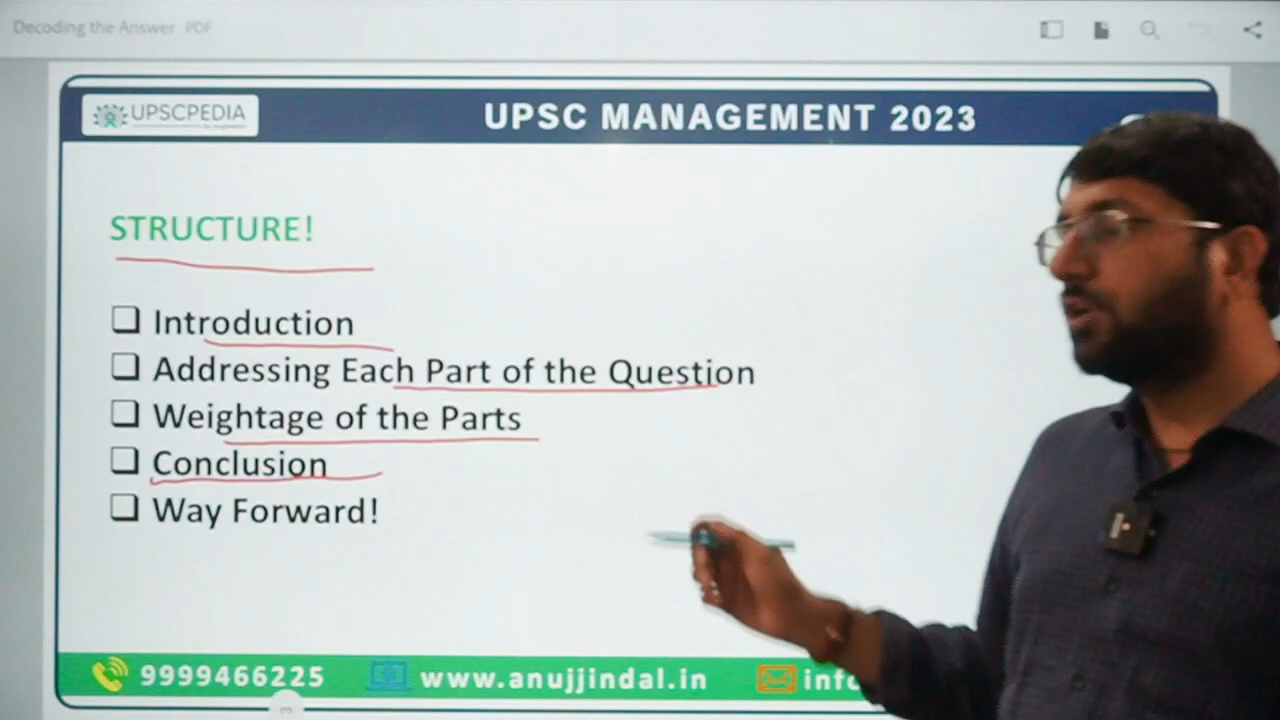 Decoding the Answer PDF
UPSCPEDIA
UPSC MANAGEMENT 2023
STRUCTURE!
Introduction
Addressing Each Part of the Question
Weightage of the Parts
Conclusion
Way Forward!
9999466225
www.anujjindal.in
3